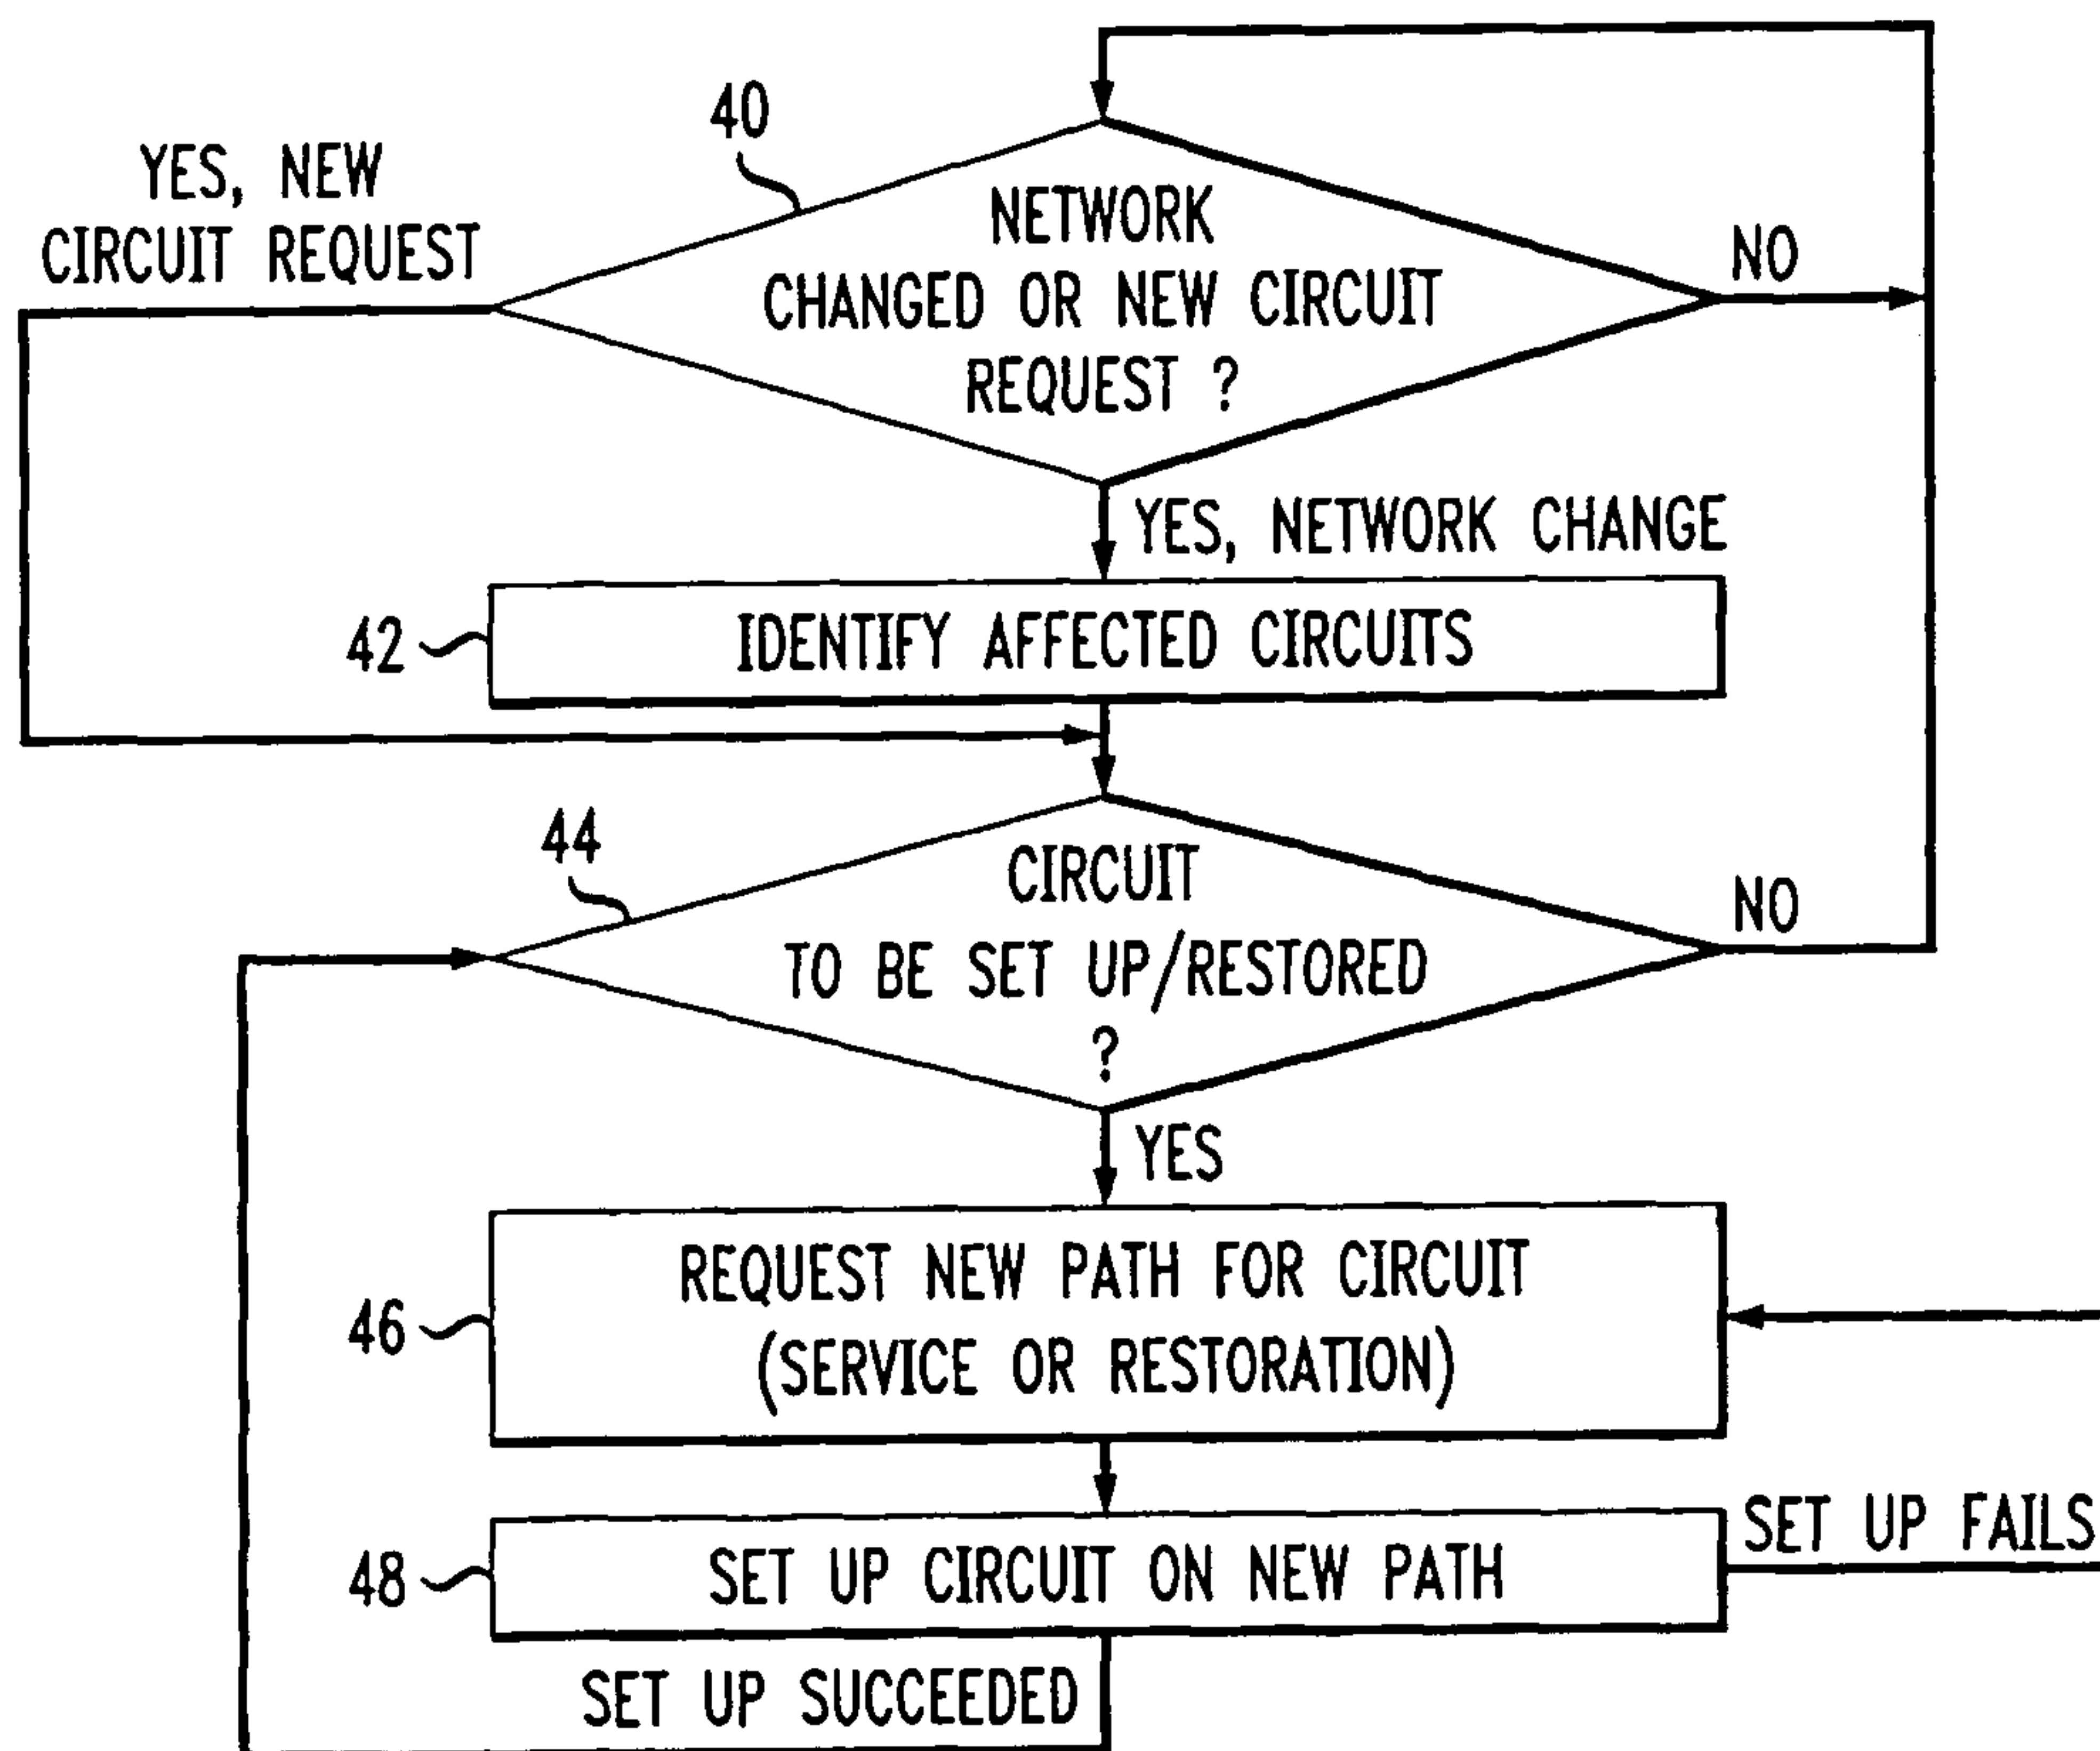 40
YES, NEW
CIRCUIT REQUEST
NETWORK
CHANGED OR NEW CIRCUIT
REQUEST ?
NO
YES, NETWORK CHANGE
42
IDENTIFY AFFECTED CIRCUITS
44
CIRCUIT
TO BE SET UP/RESTORED
?
NO
YES
46
REQUEST NEW PATH FOR CIRCUIT
(SERVICE OR RESTORATION)
48
SET UP CIRCUIT ON NEW PATH
SET UP FAILS
SET UP SUCCEEDED